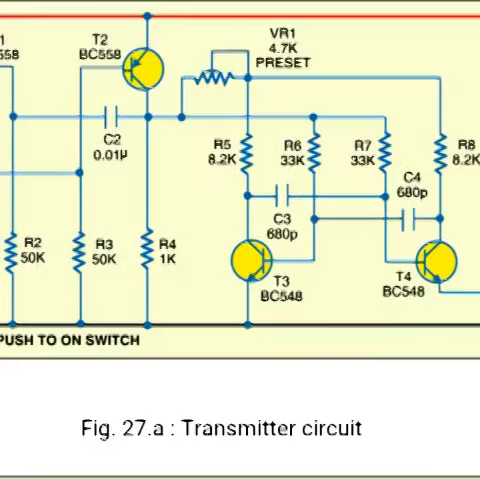 1
558
T2
BC558
VR1
4.7K
PRESET
C2
0.01µ
R5
8.2K
R6
33K
R7
33K
R8
8.2K
C4
680p
C3
680p
R2
50K
R3
50K
R4
1K
T3
BC548
T4
BC548
PUSH TO ON SWITCH
Fig. 27.a : Transmitter circuit